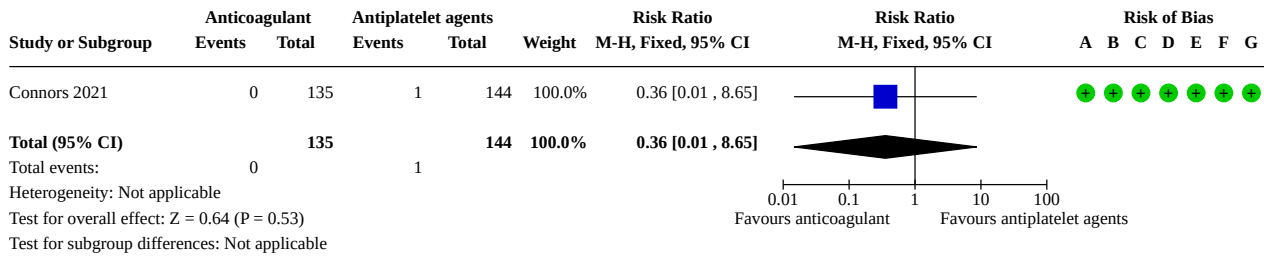 Anticoagulant Antiplatelet agents Risk Ratio Risk Ratio Risk of Bias
Study or Subgroup Events Total Events Total Weight M-H, Fixed, 95% CI M-H, Fixed, 95% CI A B C D E F G
Connors 2021 0 135 1 144 100.0% 0.36 [0.01 , 8.65] + + + + + + +
Total (95% CI) 135 144 100.0% 0.36 [0.01 , 8.65]
Total events: 0 1
Heterogeneity: Not applicable
0.01 0.1 1 10 100
Test for overall effect: Z = 0.64 (P = 0.53) Favours anticoagulant Favours antiplatelet agents
Test for subgroup differences: Not applicable